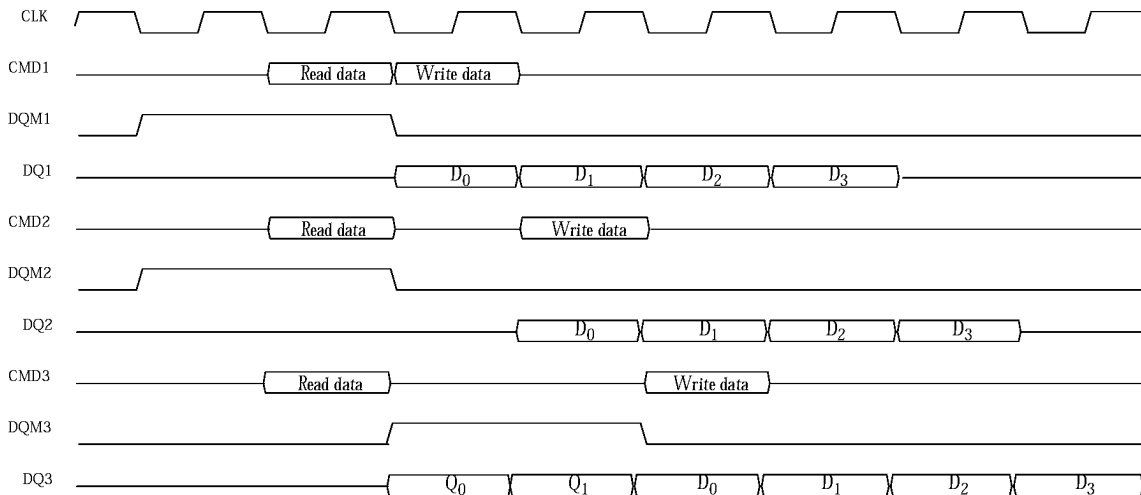 CLK
CMD1 Read data Write data
DQM1
DQ1 D0 D1 D2 D3
CMD2 Read data Write data
DQM2
DQ2 D0 D1 D2 D3
CMD3 Read data Write data
DQM3
DQ3 Q0 Q1 D0 D1 D2 D3